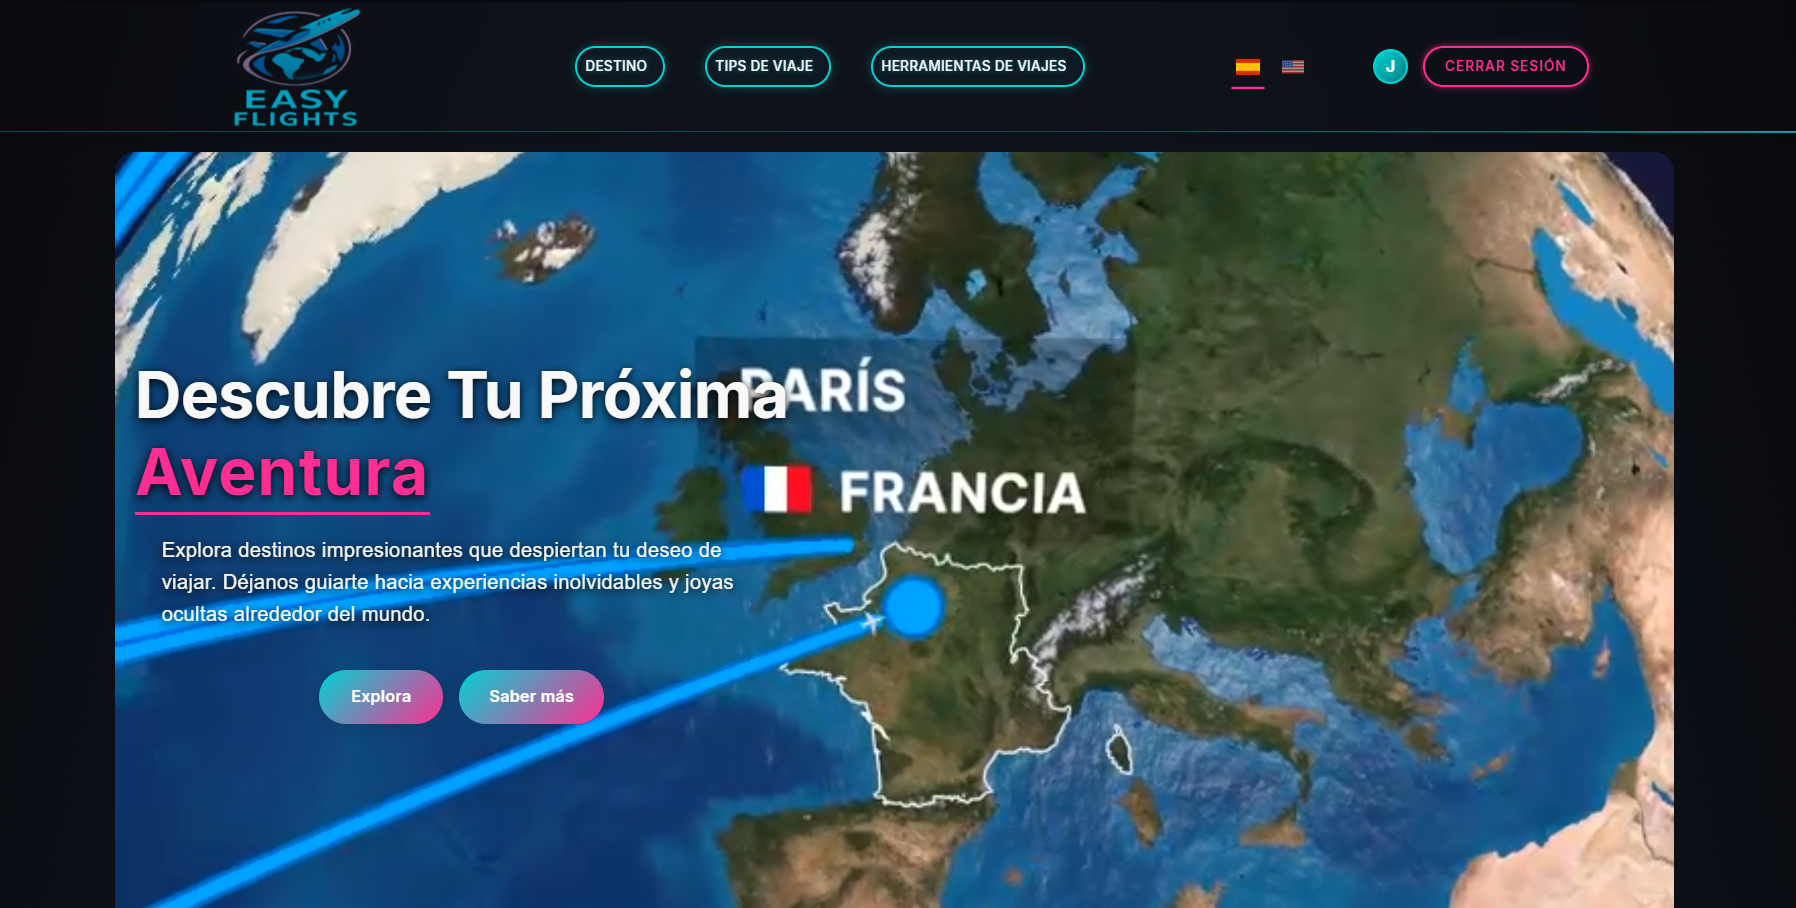 EASY
FLIGHTS
DESTINO
TIPS DE VIAJE
HERRAMIENTAS DE VIAJES
J
CERRAR SESIÓN
Descubre Tu Próxima
Aventura
PARÍS
FRANCIA
Explora destinos impresionantes que despiertan tu deseo de
viajar. Déjanos guiarte hacia experiencias inolvidables y joyas
ocultas alrededor del mundo.
Explora
Saber más